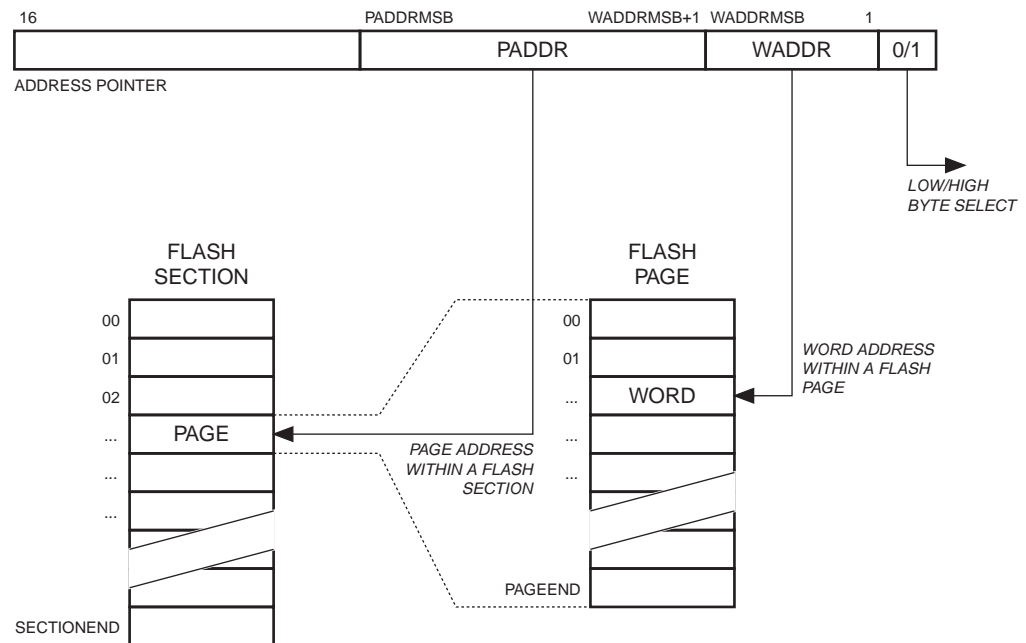 16 PADDRMSB WADDRMSB+1 WADDRMSB 1
PADDR WADDR 0/1
ADDRESS POINTER
LOW/HIGH
BYTE SELECT
FLASH
SECTION
00
01
02
...
PAGE
...
...
SECTIONEND
PAGE ADDRESS
WITHIN A FLASH
SECTION
FLASH
PAGE
00
01
...
WORD
...
...
PAGEEND
WORD ADDRESS
WITHIN A FLASH
PAGE